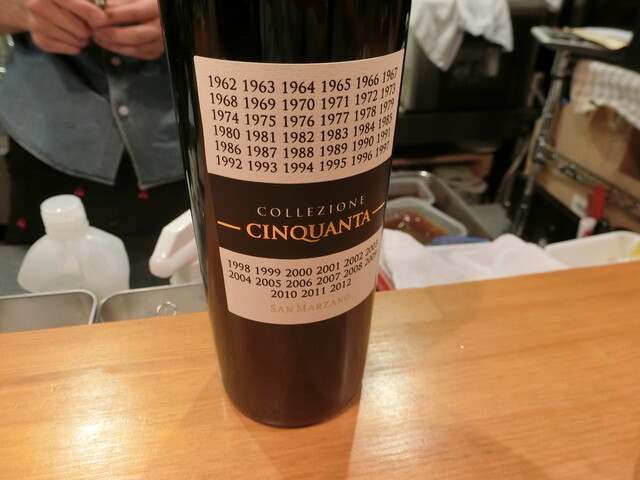 1962 1963 1964 1965 1966 1967
1968 1969 1970 1971 1972 1973
1974 1975 1976 1977 1978 1979
1980 1981 1982 1983 1984 1985
1986 1987 1988 1989 1990 1991
1992 1993 1994 1995 1996 1997
COLLEZIONE
CINQUANTA
1998 1999 2000 2001 2002 2003
2004 2005 2006 2007 2008 2009
2010 2011 2012
SAN MARZANO